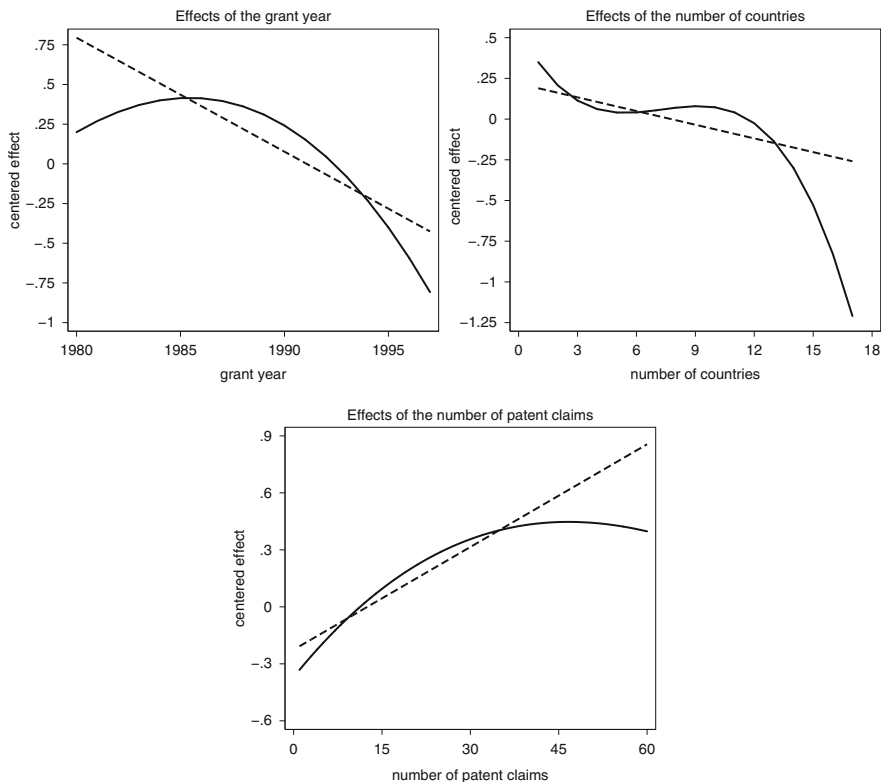 Effects of the grant year
.75
.5
.25
0
−.25
−.5
−.75
−1
centered effect
1980 1985 1990 1995
grant year
Effects of the number of countries
.5
.25
0
−.25
−.5
−.75
−1
−1.25
centered effect
0 3 6 9 12 15 18
number of countries
Effects of the number of patent claims
.9
.6
.3
0
−.3
−.6
centered effect
0 15 30 45 60
number of patent claims